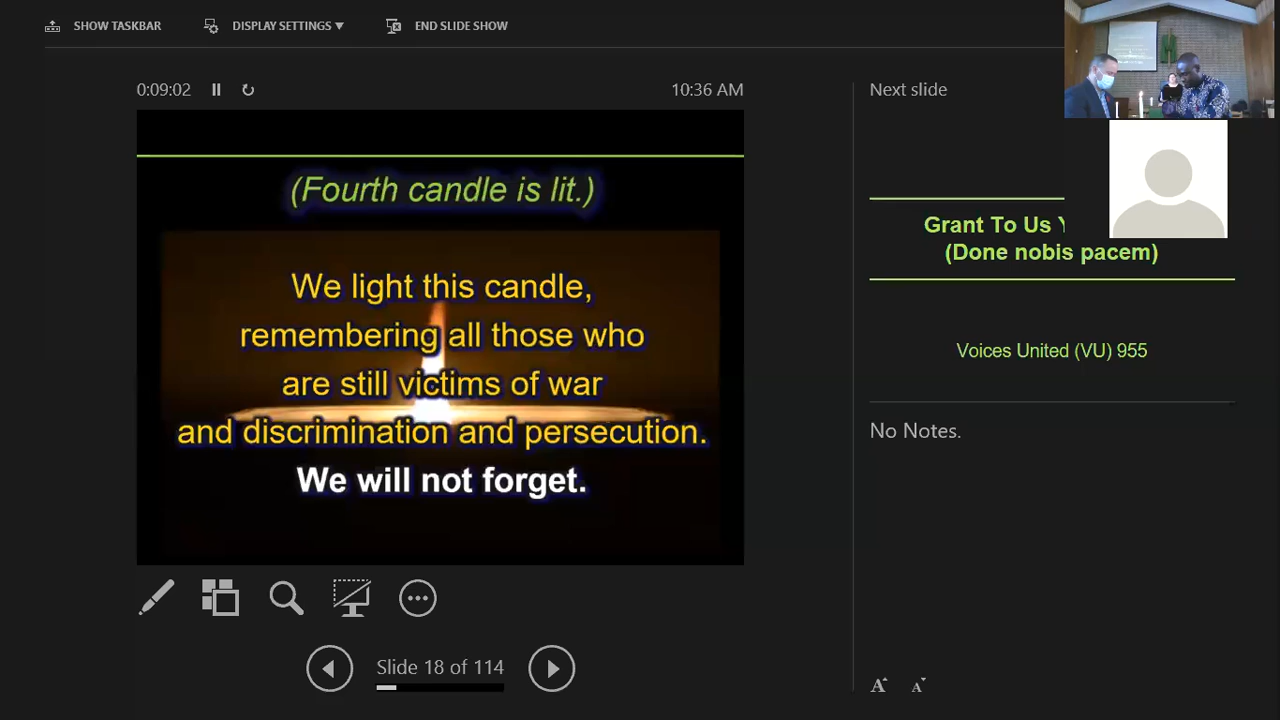 SHOW TASKBAR
DISPLAY SETTINGS ▼
END SLIDE SHOW
0:09:02
10:36 AM
(Fourth candle is lit.)
We light this candle,
remembering all those who
are still victims of war
and discrimination and persecution.
We will not forget.
Slide 18 of 114
Next slide
Grant To Us
(Done nobis pacem)
Voices United (VU) 955
No Notes.
A
A